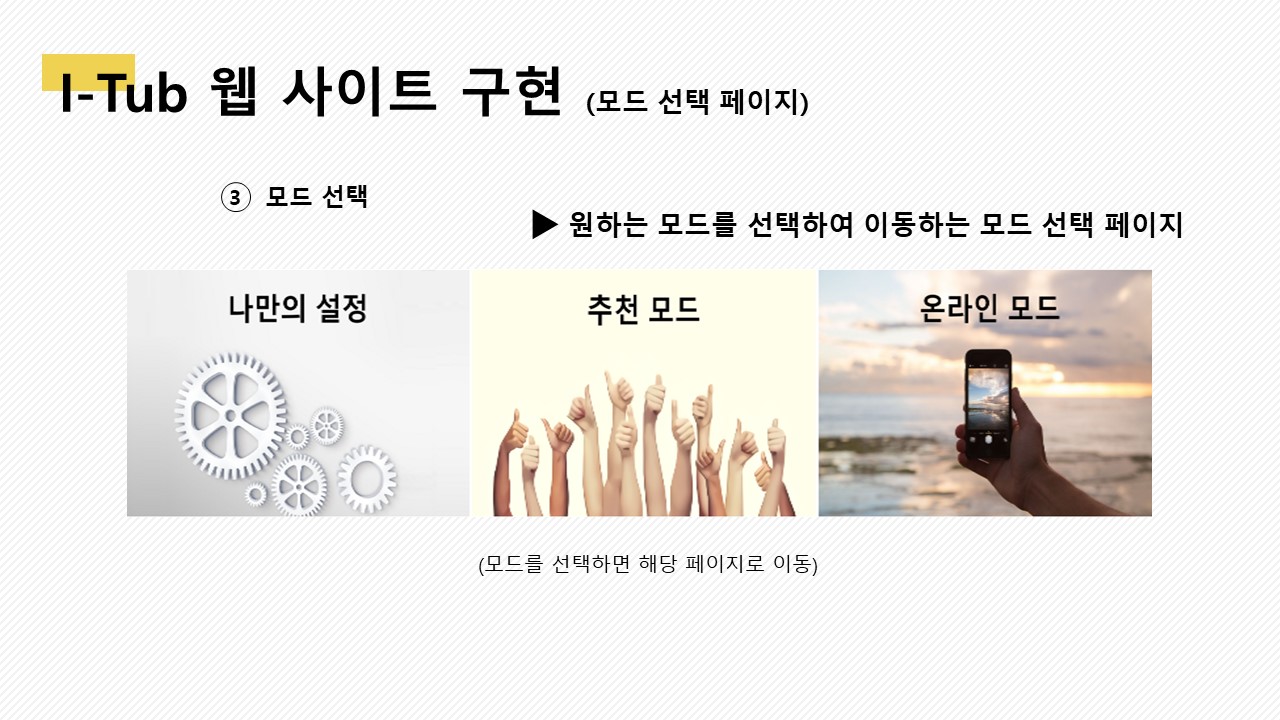 I-Tub 웹 사이트 구현 (모드 선택 페이지)
③ 모드 선택
▶ 원하는 모드를 선택하여 이동하는 모드 선택 페이지
나만의 설정
추천 모드
온라인 모드
(모드를 선택하면 해당 페이지로 이동)